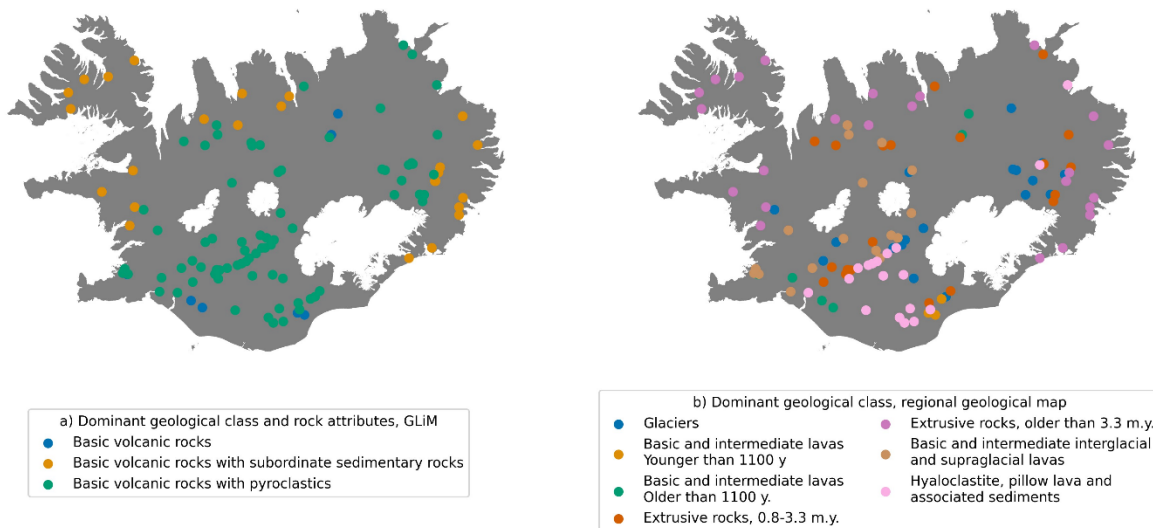 a) Dominant geological class and rock attributes, GLiM
Basic volcanic rocks
Basic volcanic rocks with subordinate sedimentary rocks
Basic volcanic rocks with pyroclastics
b) Dominant geological class, regional geological map
Glaciers
Basic and intermediate lavas
Younger than 1100 y
Basic and intermediate lavas
Older than 1100 y.
Extrusive rocks, 0.8-3.3 m.y.
Extrusive rocks, older than 3.3 m.y.
Basic and intermediate interglacial
and supraglacial lavas
Hyaloclastite, pillow lava and
associated sediments